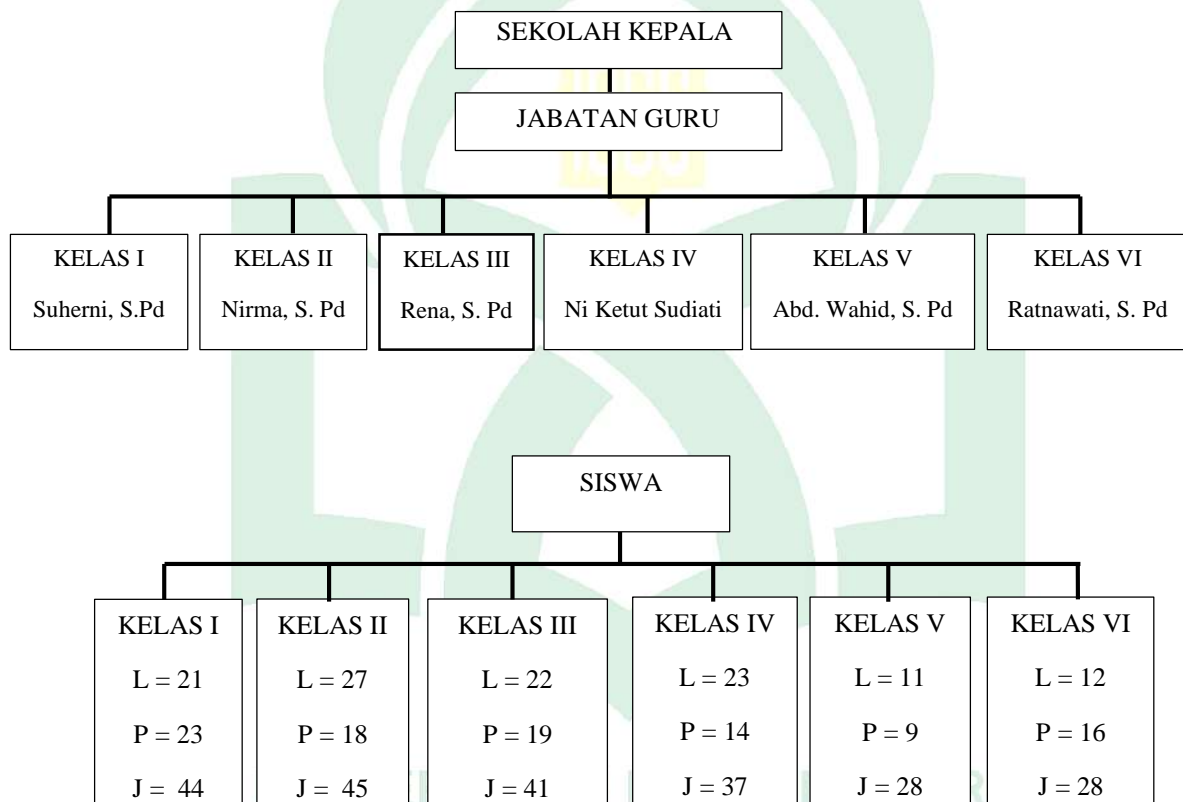 SEKOLAH KEPALA
JABATAN GURU
KELAS I
Suherni, S.Pd
KELAS II
Nirma, S. Pd
KELAS III
Rena, S. Pd
KELAS IV
Ni Ketut Sudiati
KELAS V
Abd. Wahid, S. Pd
KELAS VI
Ratnawati, S. Pd
SISWA
KELAS I
L = 21
P = 23
J = 44
KELAS II
L = 27
P = 18
J = 45
KELAS III
L = 22
P = 19
J = 41
KELAS IV
L = 23
P = 14
J = 37
KELAS V
L = 11
P = 9
J = 28
KELAS VI
L = 12
P = 16
J = 28